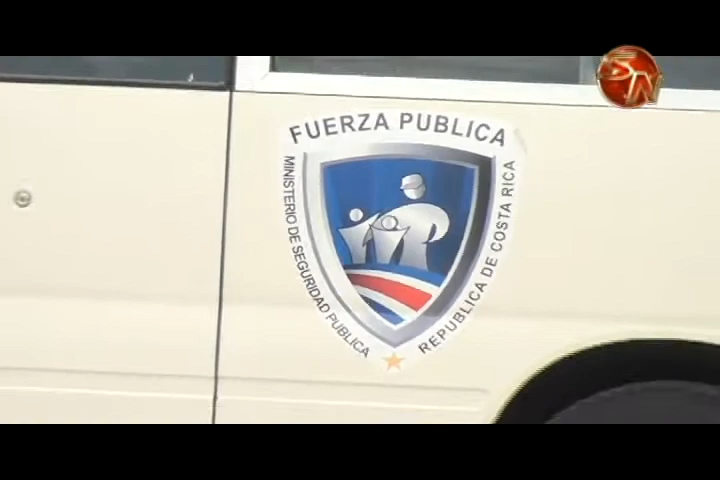 FUERZA PUBLICA
MINISTERIO DE SEGURIDAD PUBLICA
REPUBLICA DE COSTA RICA